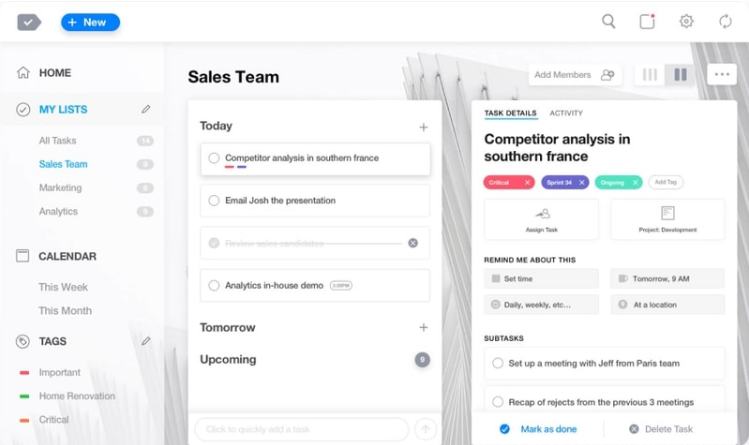 New
HOME
MY LISTS
All Tasks 14
Sales Team
Marketing
Analytics
CALENDAR
This Week
This Month
TAGS
Important
Home Renovation
Critical
Sales Team
Add Members
Today
Competitor analysis in southern france
Email Josh the presentation
Review sales candidates
Analytics in-house demo
Tomorrow
Upcoming 9
Click to quickly add a task
TASK DETAILS ACTIVITY
Competitor analysis in
southern france
Critical Sprint 34 Ongoing Add Tag
Assign Task Project: Development
REMIND ME ABOUT THIS
Set time Tomorrow, 9 AM
Daily, weekly, etc... At a location
SUBTASKS
Set up a meeting with Jeff from Paris team
Recap of rejects from the previous 3 meetings
Mark as done Delete Task